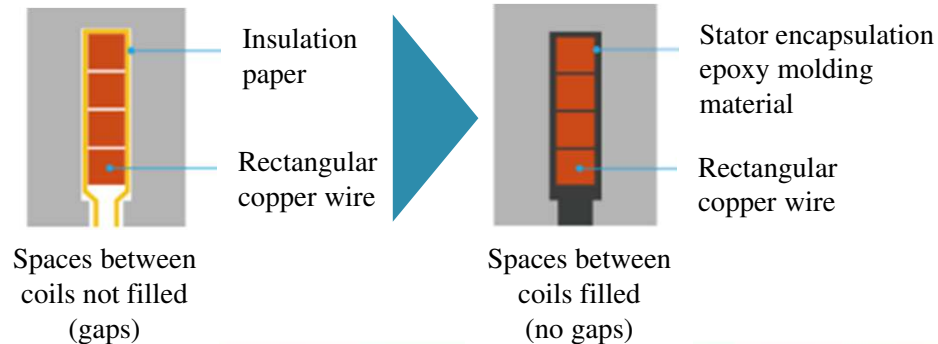 Insulation
paper
Rectangular
copper wire
Spaces between
coils not filled
(gaps)
Stator encapsulation
epoxy molding
material
Rectangular
copper wire
Spaces between
coils filled
(no gaps)